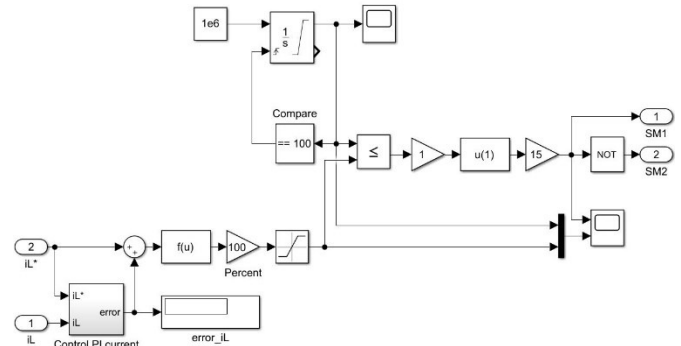 1e6
1
s
Compare
== 100
≤
1
u(1)
15
1
SM1
NOT
2
SM2
2
iL*
+
+
f(u)
100
Percent
iL*
error
iL
1
iL
Control PI current
error_iL